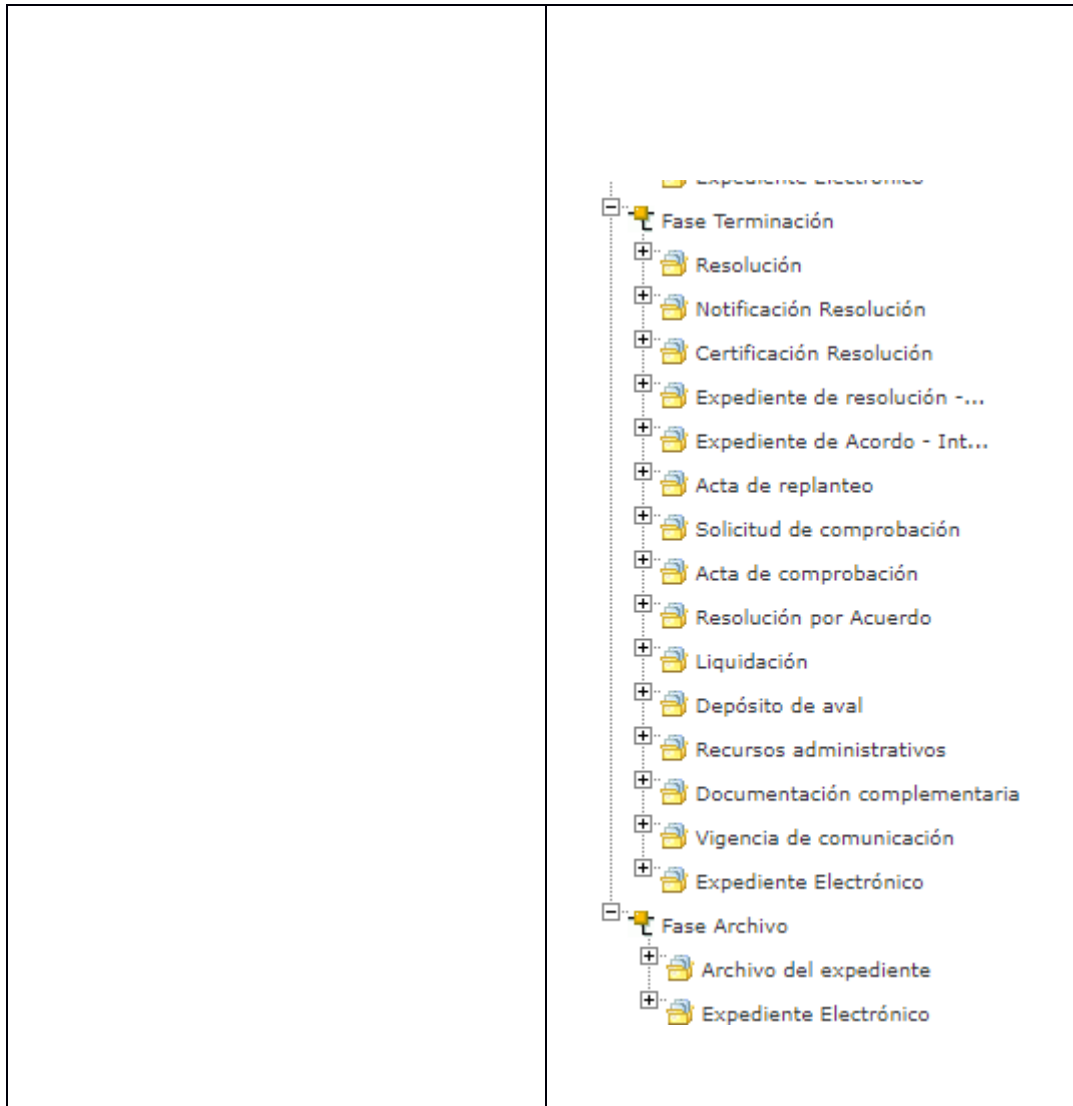 Expediente Electrónico
Fase Terminación
Resolución
Notificación Resolución
Certificación Resolución
Expediente de resolución -...
Expediente de Acordo - Int...
Acta de replanteo
Solicitud de comprobación
Acta de comprobación
Resolución por Acuerdo
Liquidación
Depósito de aval
Recursos administrativos
Documentación complementaria
Vigencia de comunicación
Expediente Electrónico
Fase Archivo
Archivo del expediente
Expediente Electrónico